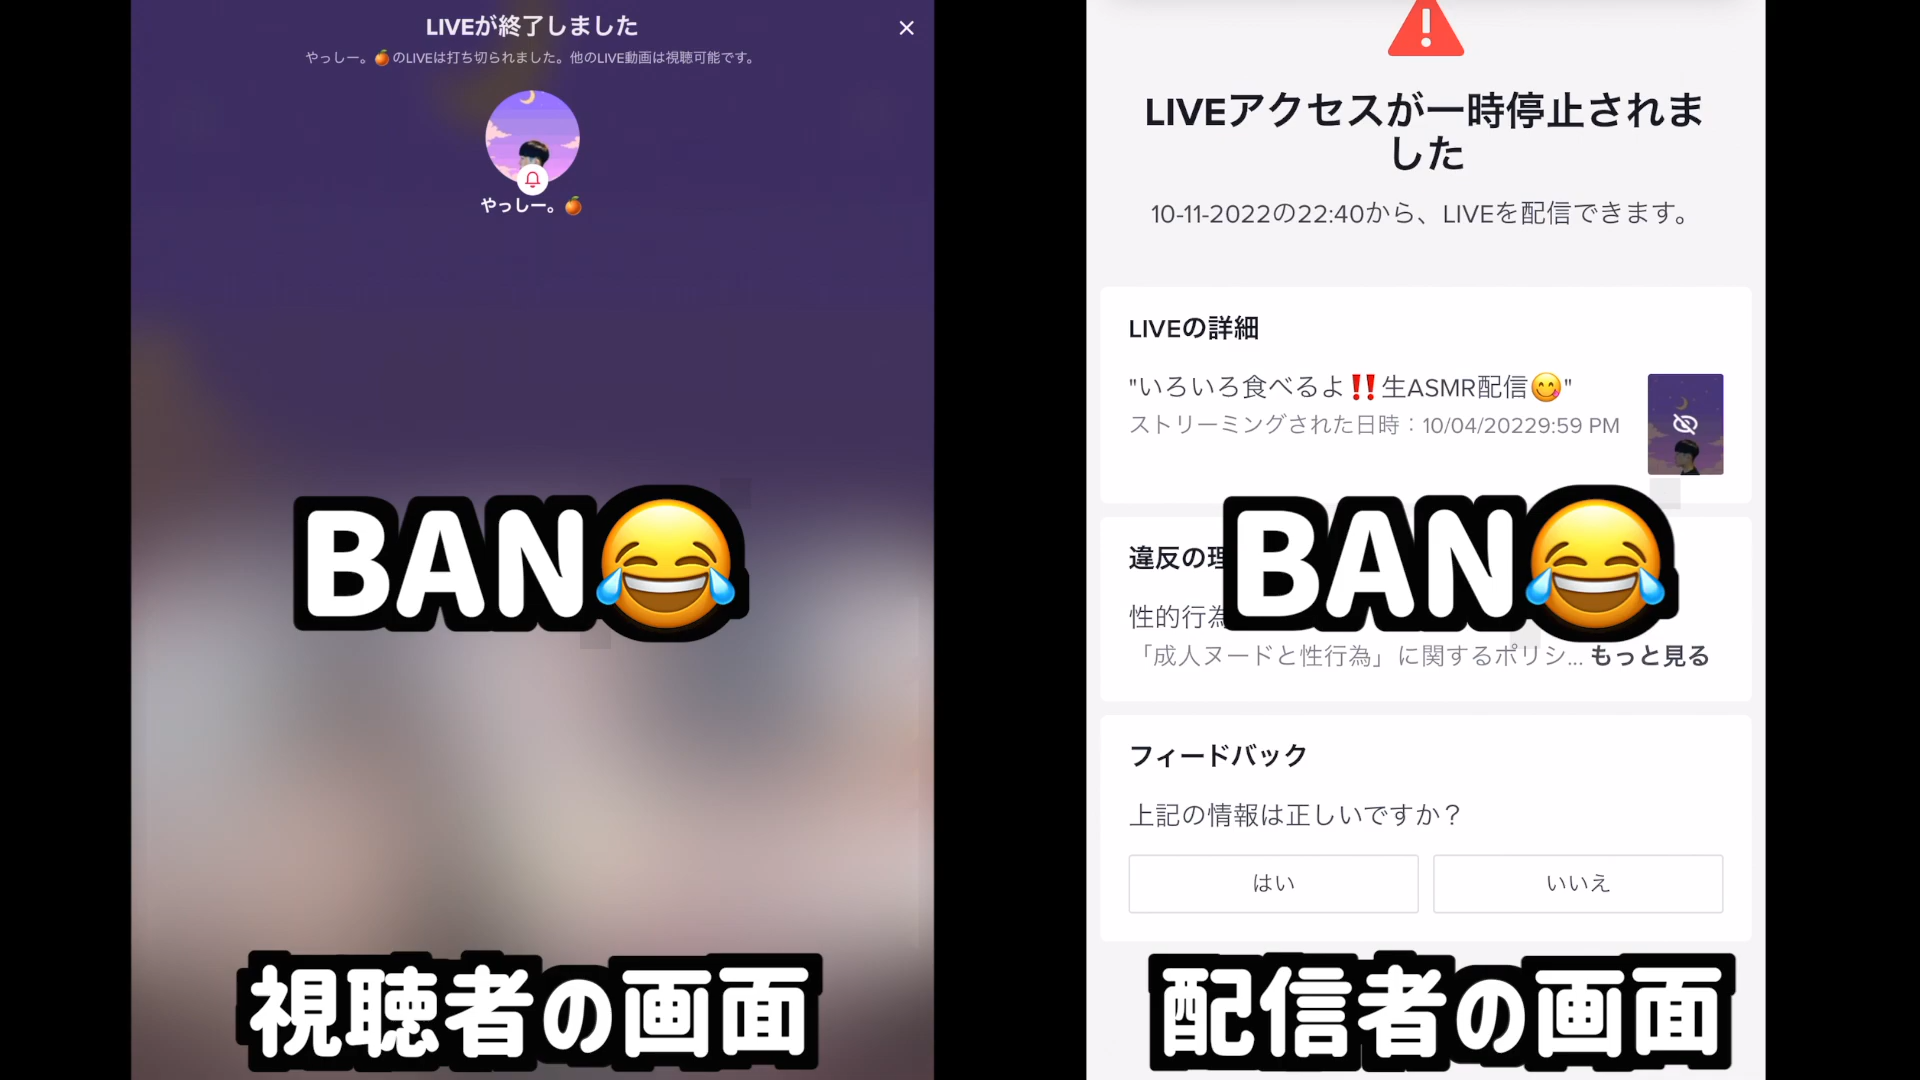 LIVEが終了しました
やっしー。🍊のLIVEは打ち切られました。他のLIVE動画は視聴可能です。
やっしー。🍊
BAN😂
視聴者の画面
LIVEアクセスが一時停止されま
した
10-11-2022の22:40から、LIVEを配信できます。
LIVEの詳細
"いろいろ食べるよ‼️生ASMR配信😋"
ストリーミングされた日時：10/04/20229:59 PM
違反の理
BAN😂
性的行為
「成人ヌードと性行為」に関するポリシ... もっと見る
フィードバック
上記の情報は正しいですか？
はい
いいえ
配信者の画面